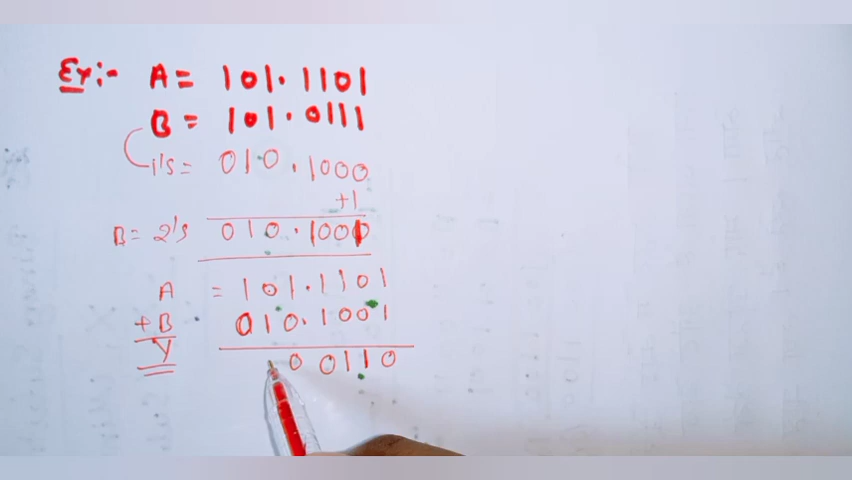 Ex:- A = 101.1101
B = 101.0111
1's = 010.1000
+1
B = 2's 010.1001
A = 101.1101
+B 010.1001
Y 00110